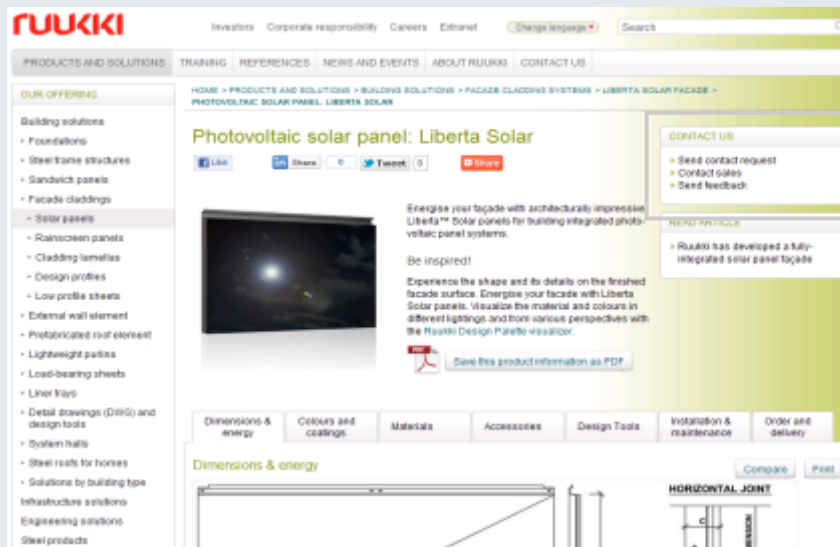 RUUKKI
Investors Corporate responsibility Careers Extranet Change language Search
PRODUCTS AND SOLUTIONS TRAINING REFERENCES NEWS AND EVENTS ABOUT RUUKKI CONTACT US
OUR OFFERING
Building solutions
Foundations
Steel frame structures
Sandwich panels
Facade claddings
Solar panels
Rainscreen panels
Cladding lamellas
Design profiles
Low profile sheets
External wall element
Prefabricated roof element
Lightweight purlins
Load-bearing sheets
Liner trays
Detail drawings (DWG) and
design tools
System halls
Steel roofs for homes
Solutions by building type
Infrastructure solutions
Engineering solutions
Steel products
HOME > PRODUCTS AND SOLUTIONS > BUILDING SOLUTIONS > FACADE CLADDING SYSTEMS > LIBERTA SOLAR FACADE >
PHOTOVOLTAIC SOLAR PANEL: LIBERTA SOLAR
Photovoltaic solar panel: Liberta Solar
Like Share 0 Tweet 0 Share
Energise your façade with architecturally impressive
Liberta™ Solar panels for building integrated photo-
voltaic panel systems.
Be inspired!
Experience the shape and its details on the finished
facade surface. Energise your facade with Liberta
Solar panels. Visualize the material and colours in
different lightings and from various perspectives with
the Ruukki Design Palette visualizer.
Save this product information as PDF
CONTACT US
> Send contact request
> Contact sales
> Send feedback
READ ARTICLE
> Ruukki has developed a fully-
integrated solar panel façade
Dimensions &
energy
Colours and
coatings
Materials
Accessories
Design Tools
Installation &
maintenance
Order and
delivery
Dimensions & energy
Compare Print
HORIZONTAL JOINT